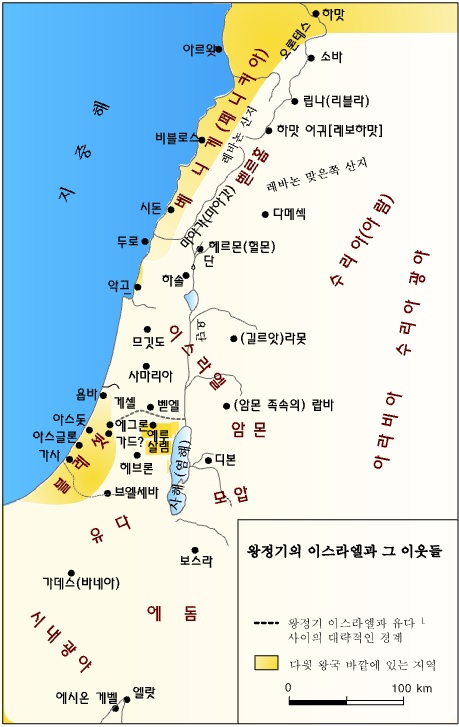 하맛
오론테스
아르왓
소바
베니게(페니키아)
립나(리블라)
레바논 산지
하맛 어귀[레보하맛]
비블로스
벧르홉
지중해
레바논 맞은쪽 산지
시돈
마아가(마아갓)
다메섹
수리아(아람)
두로
헤르몬(헐몬)
단
수리아 광야
하솔
악고
이스라엘
요단
므깃도
(길르앗)라못
사마리아
욥바
게셀
벧엘
(암몬 족속의) 랍바
아라비아
아스돗
에그론
암몬
아스글론
가드?
예루
살렘
가사
블레셋
헤브론
사해(염해)
디본
브엘세바
모압
유다
보스라
가데스(바네아)
에돔
시내광야
에시온 게벨
엘랏
왕정기의 이스라엘과 그 이웃들
왕정기 이스라엘과 유다
사이의 대략적인 경계
다윗 왕국 바깥에 있는 지역
0 100 km